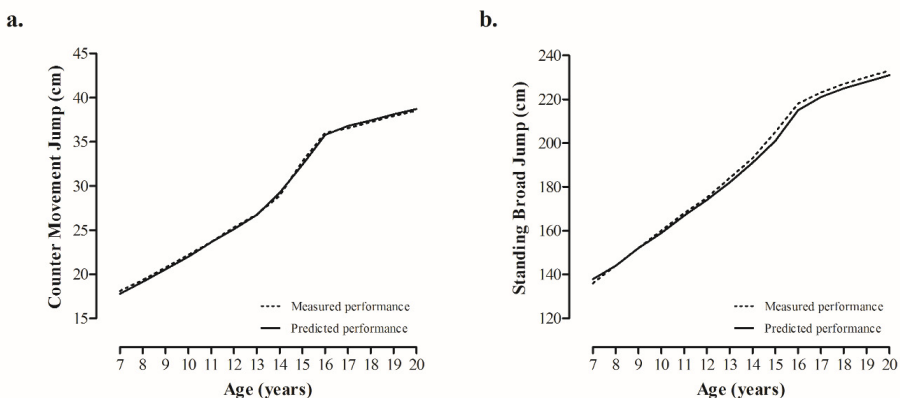 a.
Counter Movement Jump (cm)
45
40
35
30
25
20
15
Measured performance
Predicted performance
7 8 9 10 11 12 13 14 15 16 17 18 19 20
Age (years)
b.
Standing Broad Jump (cm)
240
220
200
180
160
140
120
Measured performance
Predicted performance
7 8 9 10 11 12 13 14 15 16 17 18 19 20
Age (years)